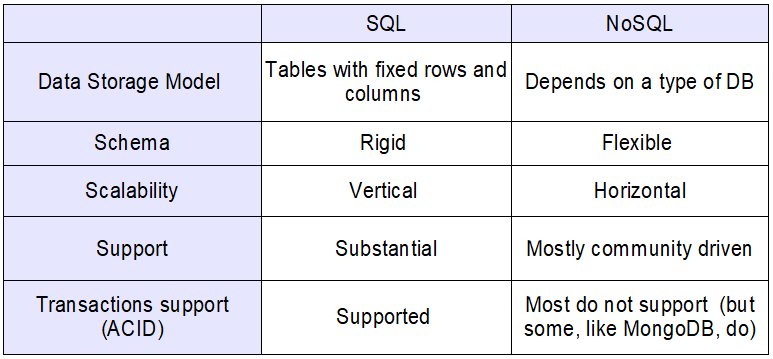 SQL
NoSQL
Data Storage Model
Tables with fixed rows and
columns
Depends on a type of DB
Schema
Rigid
Flexible
Scalability
Vertical
Horizontal
Support
Substantial
Mostly community driven
Transactions support
(ACID)
Supported
Most do not support (but
some, like MongoDB, do)